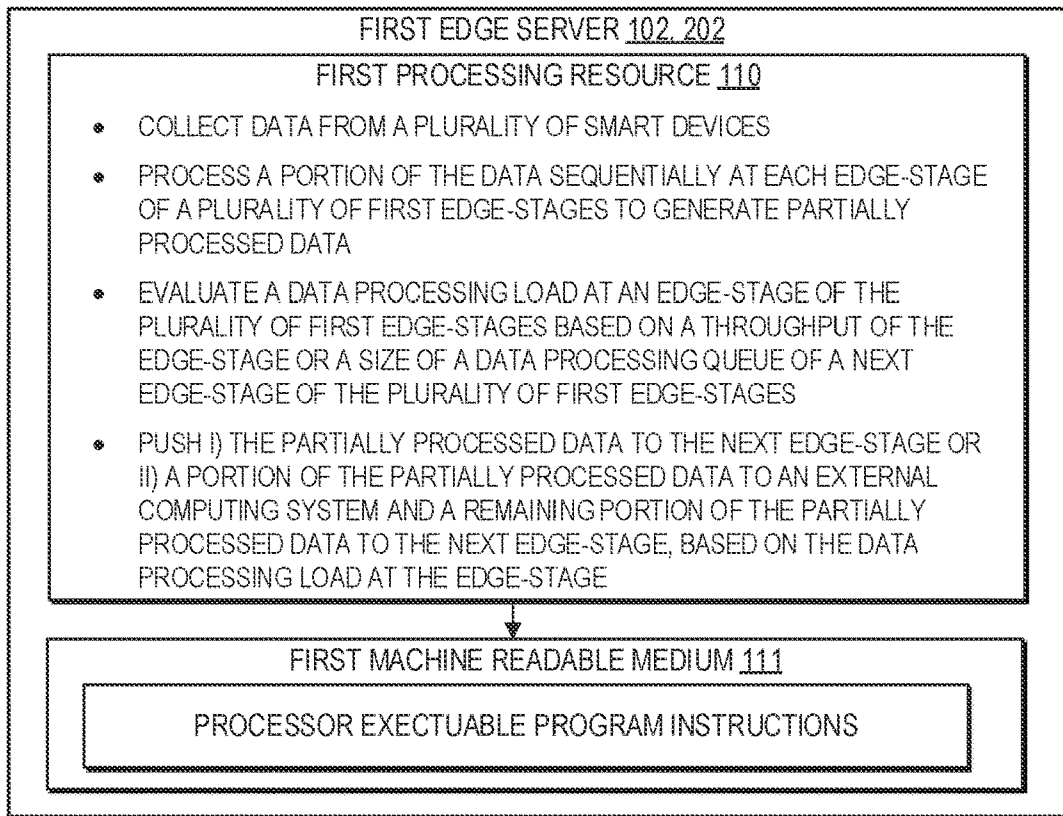 FIRST EDGE SERVER 102, 202
FIRST PROCESSING RESOURCE 110
• COLLECT DATA FROM A PLURALITY OF SMART DEVICES
• PROCESS A PORTION OF THE DATA SEQUENTIALLY AT EACH EDGE-STAGE
OF A PLURALITY OF FIRST EDGE-STAGES TO GENERATE PARTIALLY
PROCESSED DATA
• EVALUATE A DATA PROCESSING LOAD AT AN EDGE-STAGE OF THE
PLURALITY OF FIRST EDGE-STAGES BASED ON A THROUGHPUT OF THE
EDGE-STAGE OR A SIZE OF A DATA PROCESSING QUEUE OF A NEXT
EDGE-STAGE OF THE PLURALITY OF FIRST EDGE-STAGES
• PUSH I) THE PARTIALLY PROCESSED DATA TO THE NEXT EDGE-STAGE OR
II) A PORTION OF THE PARTIALLY PROCESSED DATA TO AN EXTERNAL
COMPUTING SYSTEM AND A REMAINING PORTION OF THE PARTIALLY
PROCESSED DATA TO THE NEXT EDGE-STAGE, BASED ON THE DATA
PROCESSING LOAD AT THE EDGE-STAGE
FIRST MACHINE READABLE MEDIUM 111
PROCESSOR EXECTUABLE PROGRAM INSTRUCTIONS